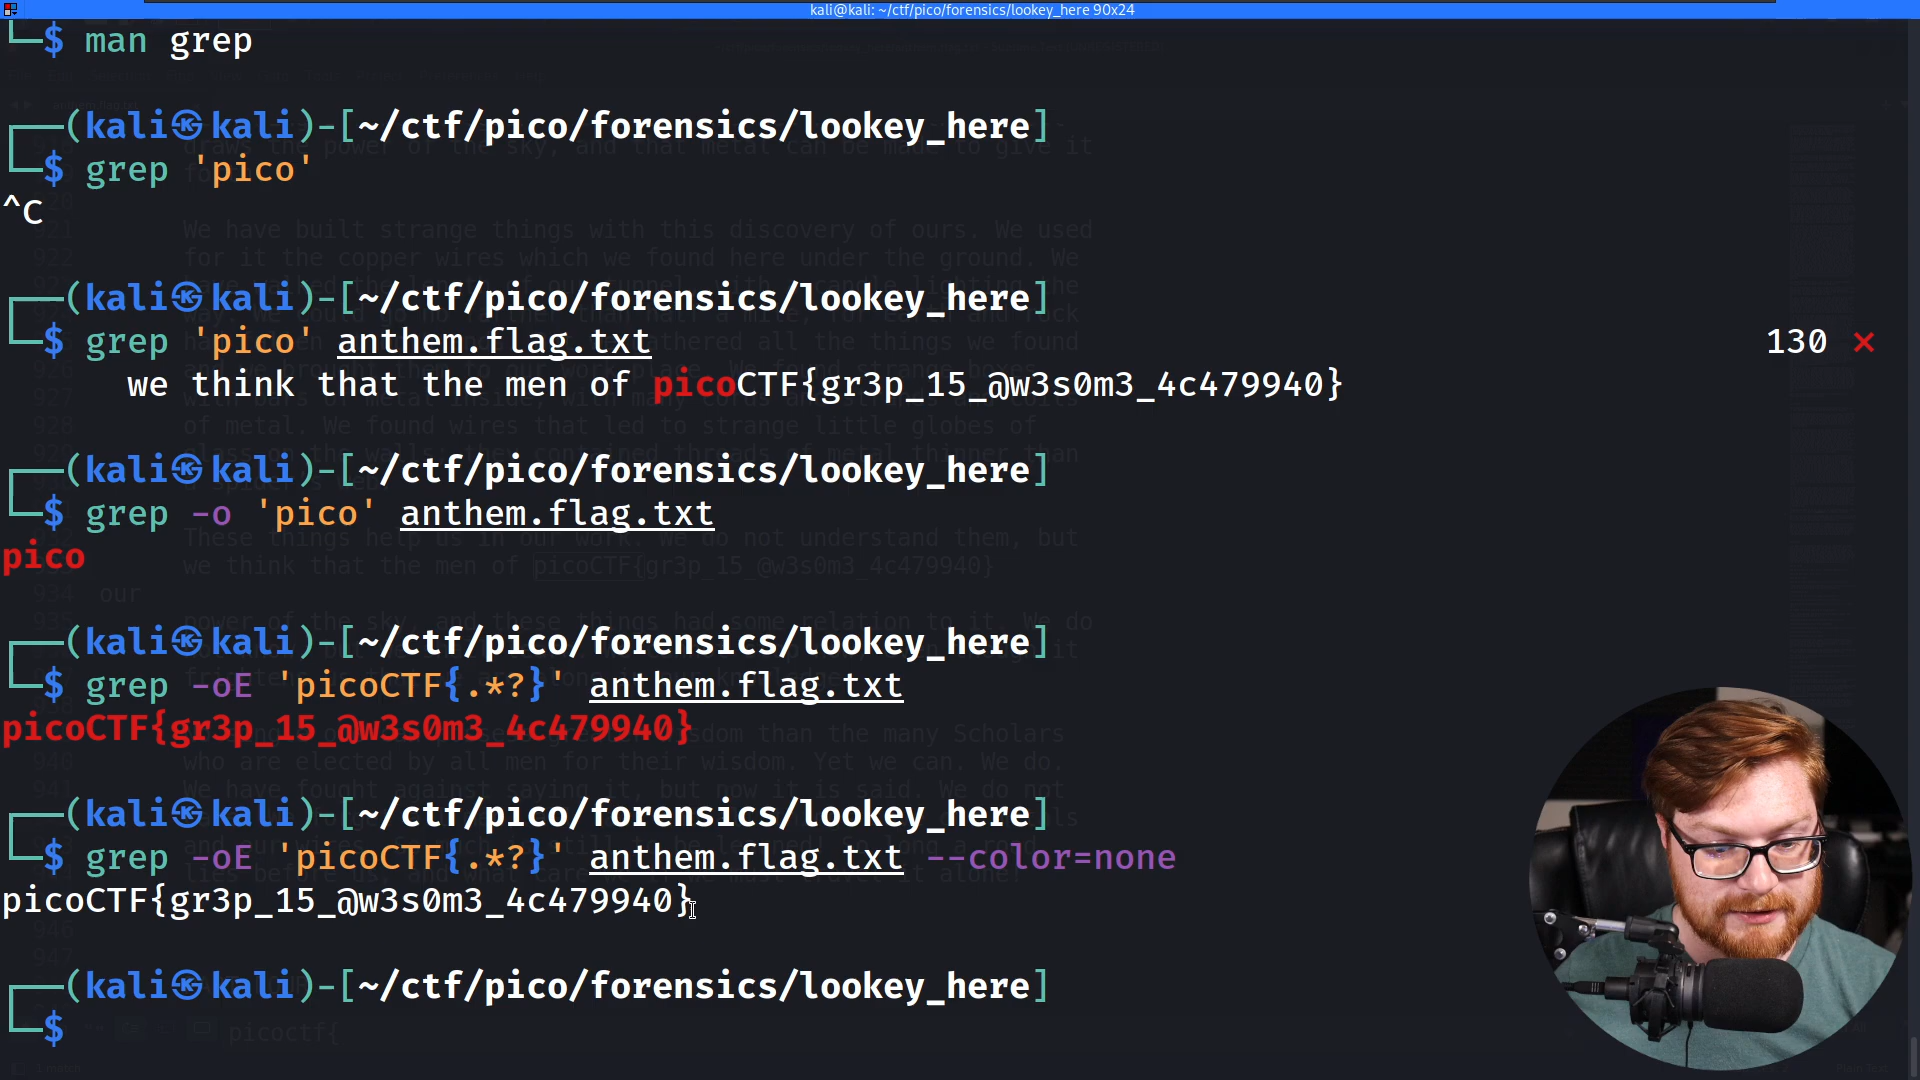 kali@kali: ~/ctf/pico/forensics/lookey_here 90x24
└─$ man grep
┌──(kali㉿kali)-[~/ctf/pico/forensics/lookey_here]
└─$ grep 'pico'
^C
┌──(kali㉿kali)-[~/ctf/pico/forensics/lookey_here]
└─$ grep 'pico' anthem.flag.txt 130 ⨯
we think that the men of picoCTF{gr3p_15_@w3s0m3_4c479940}
┌──(kali㉿kali)-[~/ctf/pico/forensics/lookey_here]
└─$ grep -o 'pico' anthem.flag.txt
pico
┌──(kali㉿kali)-[~/ctf/pico/forensics/lookey_here]
└─$ grep -oE 'picoCTF{.*?}' anthem.flag.txt
picoCTF{gr3p_15_@w3s0m3_4c479940}
┌──(kali㉿kali)-[~/ctf/pico/forensics/lookey_here]
└─$ grep -oE 'picoCTF{.*?}' anthem.flag.txt --color=none
picoCTF{gr3p_15_@w3s0m3_4c479940}
┌──(kali㉿kali)-[~/ctf/pico/forensics/lookey_here]
└─$